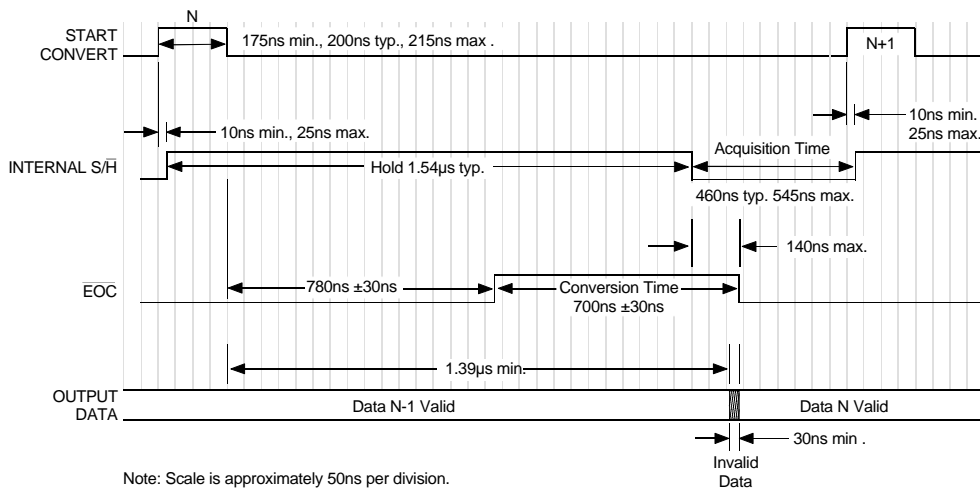 N
START
CONVERT
175ns min., 200ns typ., 215ns max .
N+1
10ns min., 25ns max.
10ns min.
25ns max.
INTERNAL S/H̅
Hold 1.54µs typ.
Acquisition Time
460ns typ. 545ns max.
140ns max.
E̅O̅C̅
780ns ±30ns
Conversion Time
700ns ±30ns
1.39µs min.
OUTPUT
DATA
Data N-1 Valid
Data N Valid
30ns min .
Invalid
Data
Note: Scale is approximately 50ns per division.